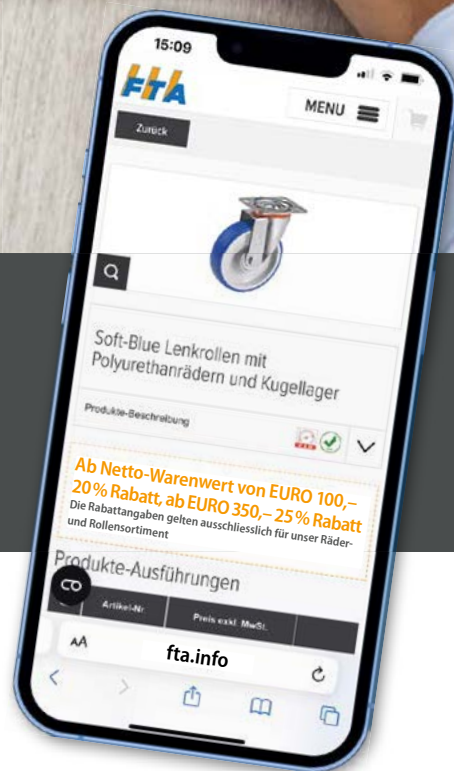 15:09
FTA
MENU
Zurück
Soft-Blue Lenkrollen mit
Polyurethanrädern und Kugellager
Produkte-Beschreibung
Ab Netto-Warenwert von EURO 100,–
20% Rabatt, ab EURO 350,– 25% Rabatt
Die Rabattangaben gelten ausschliesslich für unser Räder-
und Rollensortiment
Produkte-Ausführungen
Artikel-Nr
Preis exkl. MwSt.
AA
fta.info